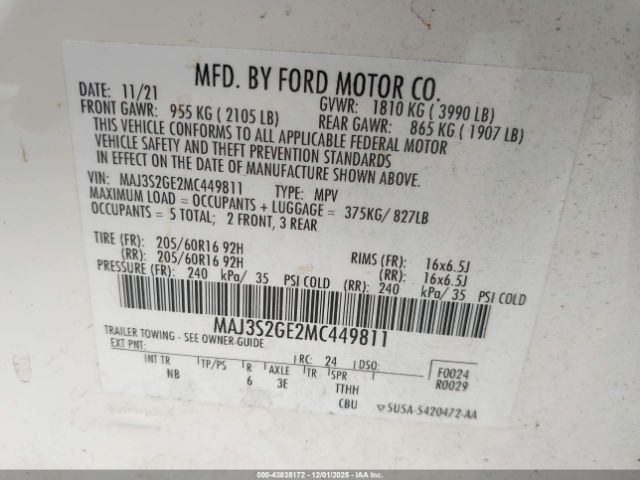 MFD. BY FORD MOTOR CO.
DATE: 11/21
GVWR: 1810 KG ( 3990 LB)
FRONT GAWR: 955 KG ( 2105 LB)
REAR GAWR: 865 KG ( 1907 LB)
THIS VEHICLE CONFORMS TO ALL APPLICABLE FEDERAL MOTOR
VEHICLE SAFETY AND THEFT PREVENTION STANDARDS
IN EFFECT ON THE DATE OF MANUFACTURE SHOWN ABOVE.
VIN: MAJ3S2GE2MC449811 TYPE: MPV
MAXIMUM LOAD = OCCUPANTS + LUGGAGE = 375KG/ 827LB
OCCUPANTS = 5 TOTAL; 2 FRONT, 3 REAR
TIRE (FR): 205/60R16 92H RIMS (FR): 16x6.5J
(RR): 205/60R16 92H (RR): 16x6.5J
PRESSURE (FR): 240 kPa/ 35 PSI COLD (RR): 240 kPa/ 35 PSI COLD
MAJ3S2GE2MC449811
TRAILER TOWING - SEE OWNER GUIDE
EXT PNT: RC: 24 DSO: F0024
INT TR TP/PS R AXLE TR SPR R0029
NB 6 3E TTHH
CBU 5U5A-5420472-AA
000-43835172 - 12/01/2025 - IAA, Inc.